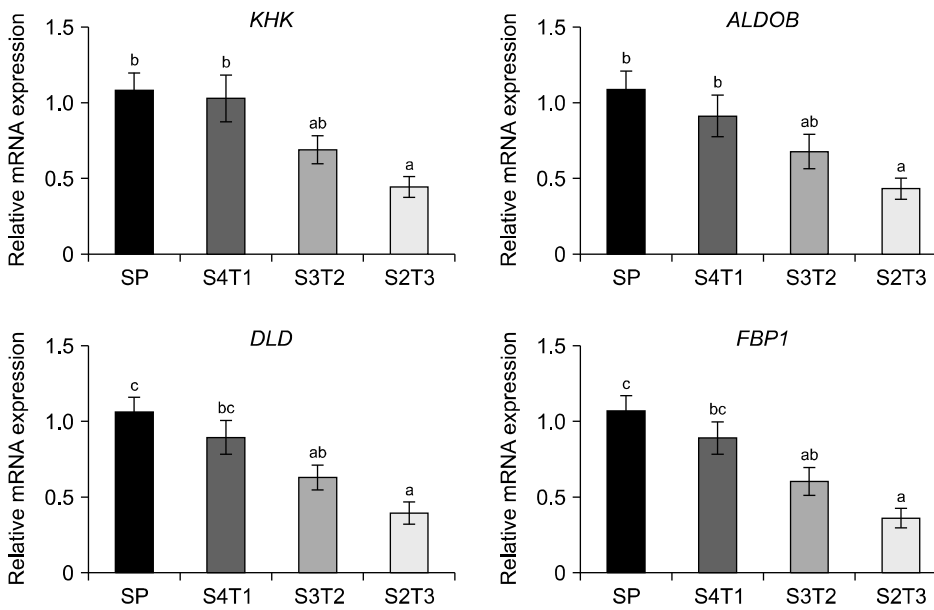 KHK
Relative mRNA expression
1.5
1.0
0.5
0
b
b
ab
a
SP S4T1 S3T2 S2T3
ALDOB
Relative mRNA expression
1.5
1.0
0.5
0
b
b
ab
a
SP S4T1 S3T2 S2T3
DLD
Relative mRNA expression
1.5
1.0
0.5
0
c
bc
ab
a
SP S4T1 S3T2 S2T3
FBP1
Relative mRNA expression
1.5
1.0
0.5
0
c
bc
ab
a
SP S4T1 S3T2 S2T3